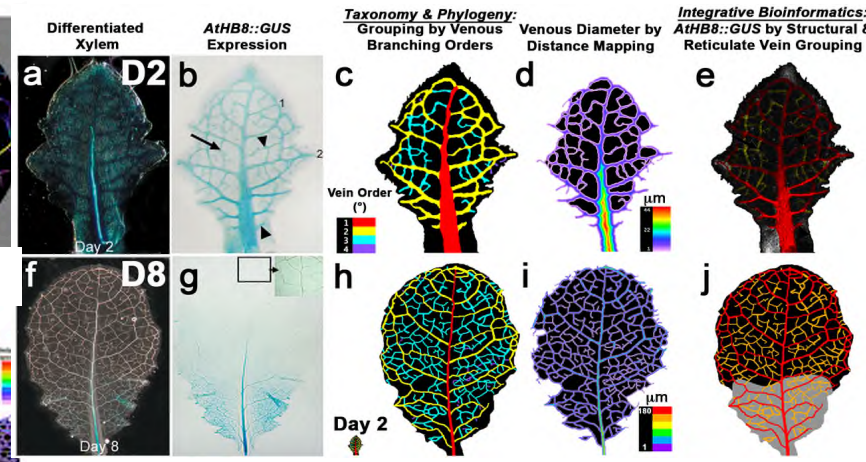 Differentiated
Xylem
AtHB8::GUS
Expression
Taxonomy & Phylogeny:
Grouping by Venous
Branching Orders
Venous Diameter by
Distance Mapping
Integrative Bioinformatics:
AtHB8::GUS by Structural &
Reticulate Vein Grouping
a
D2
Day 2
b
1
2
c
Vein Order
(°)
1
2
3
4
d
µm
44
22
1
e
f
D8
Day 8
g
h
Day 2
i
µm
180
1
j